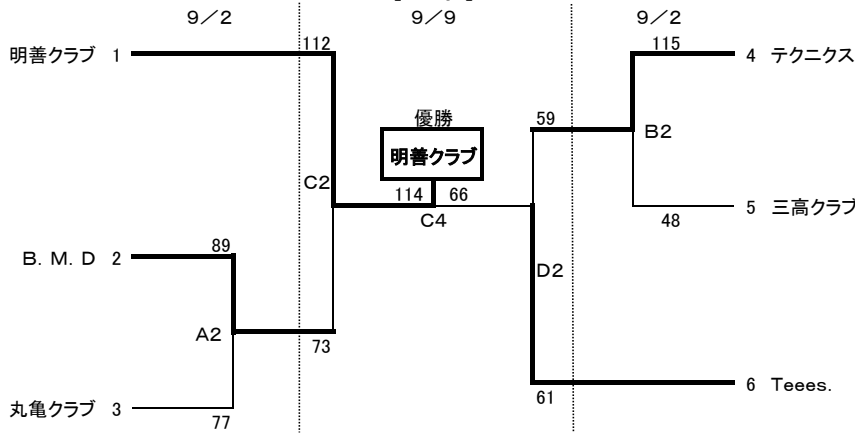 9/2 9/9 9/2
明善クラブ 1 112 115 4 テクニクス
優勝 59
明善クラブ B2
C2 114 66 48 5 三高クラブ
C4
B. M. D 2 89 D2
A2 73
61 6 Teees.
丸亀クラブ 3 77